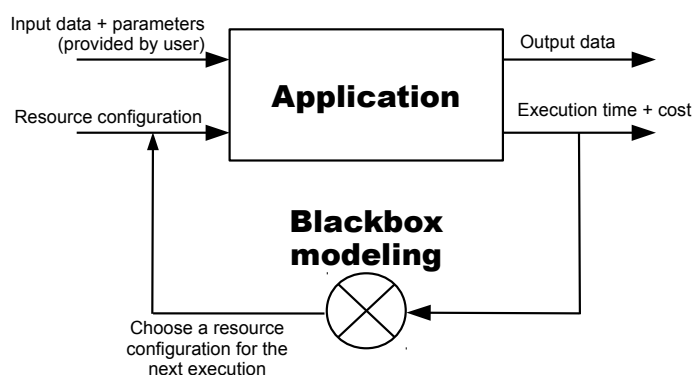 Input data + parameters
(provided by user)
Output data
Application
Resource configuration
Execution time + cost
Blackbox
modeling
Choose a resource
configuration for the
next execution